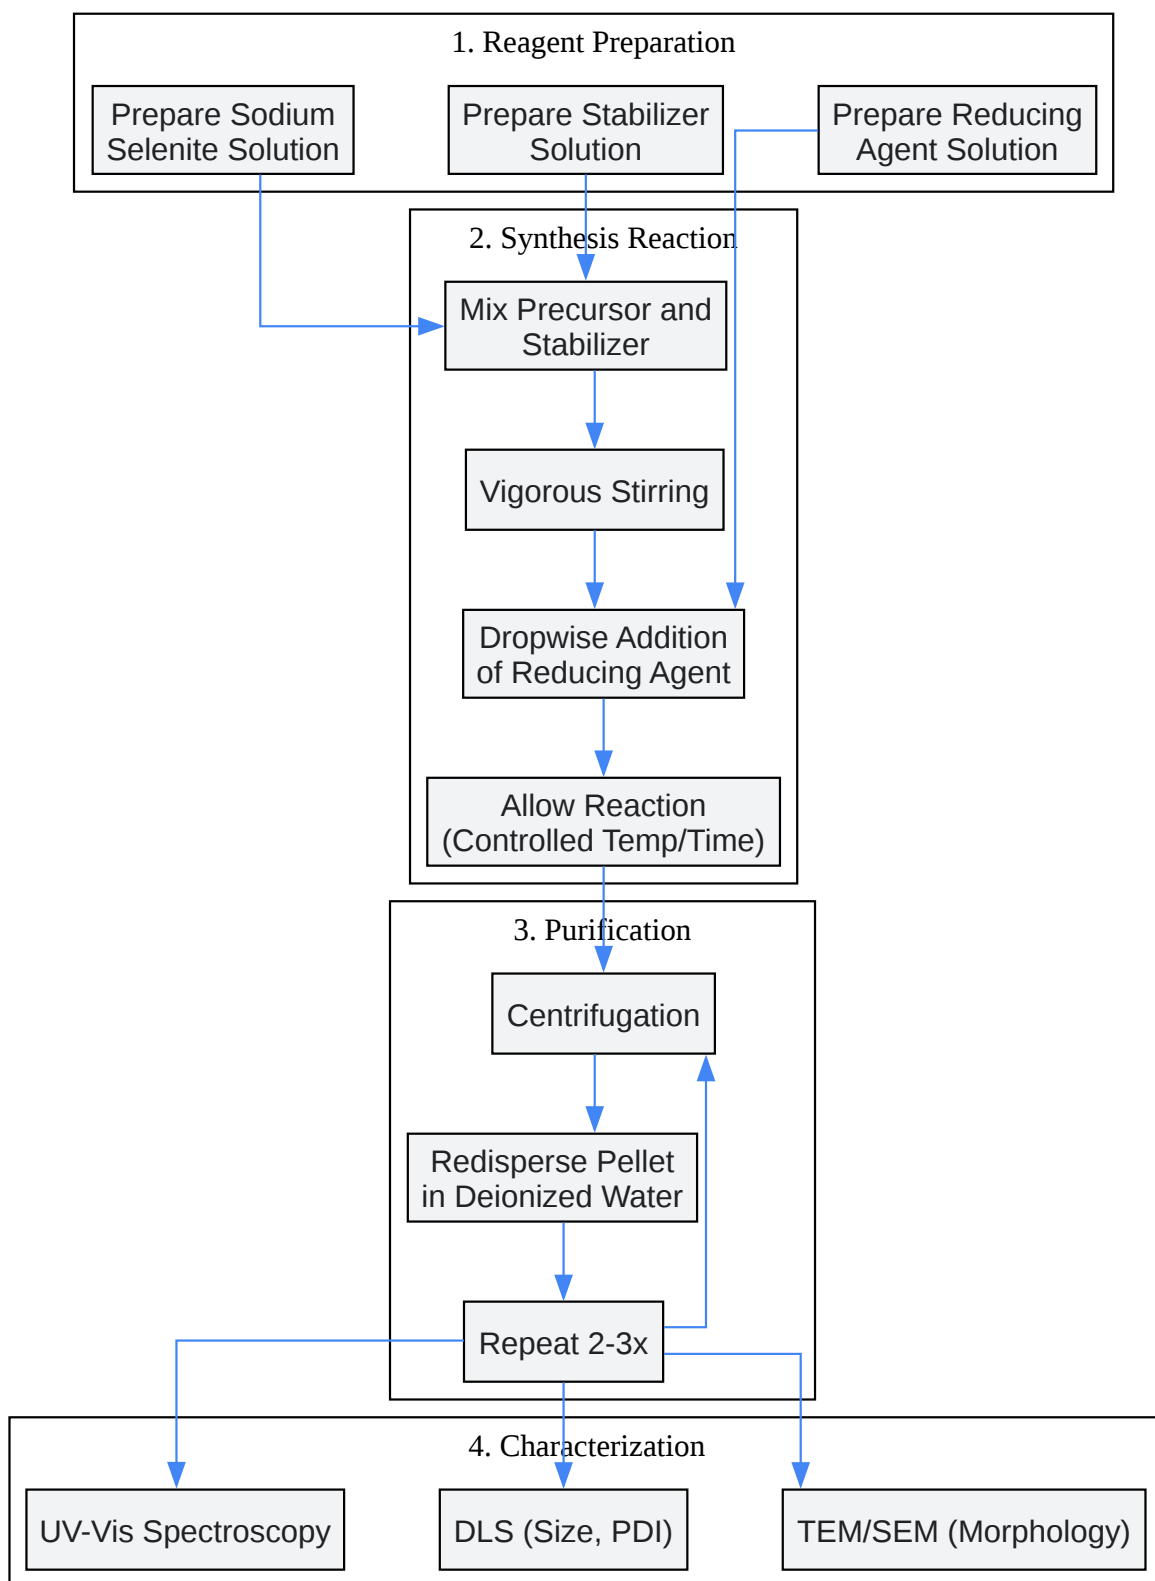 1. Reagent Preparation
Prepare Sodium
Selenite Solution
Prepare Stabilizer
Solution
Prepare Reducing
Agent Solution
2. Synthesis Reaction
Mix Precursor and
Stabilizer
Vigorous Stirring
Dropwise Addition
of Reducing Agent
Allow Reaction
(Controlled Temp/Time)
3. Purification
Centrifugation
Redisperse Pellet
in Deionized Water
Repeat 2-3x
4. Characterization
UV-Vis Spectroscopy
DLS (Size, PDI)
TEM/SEM (Morphology)